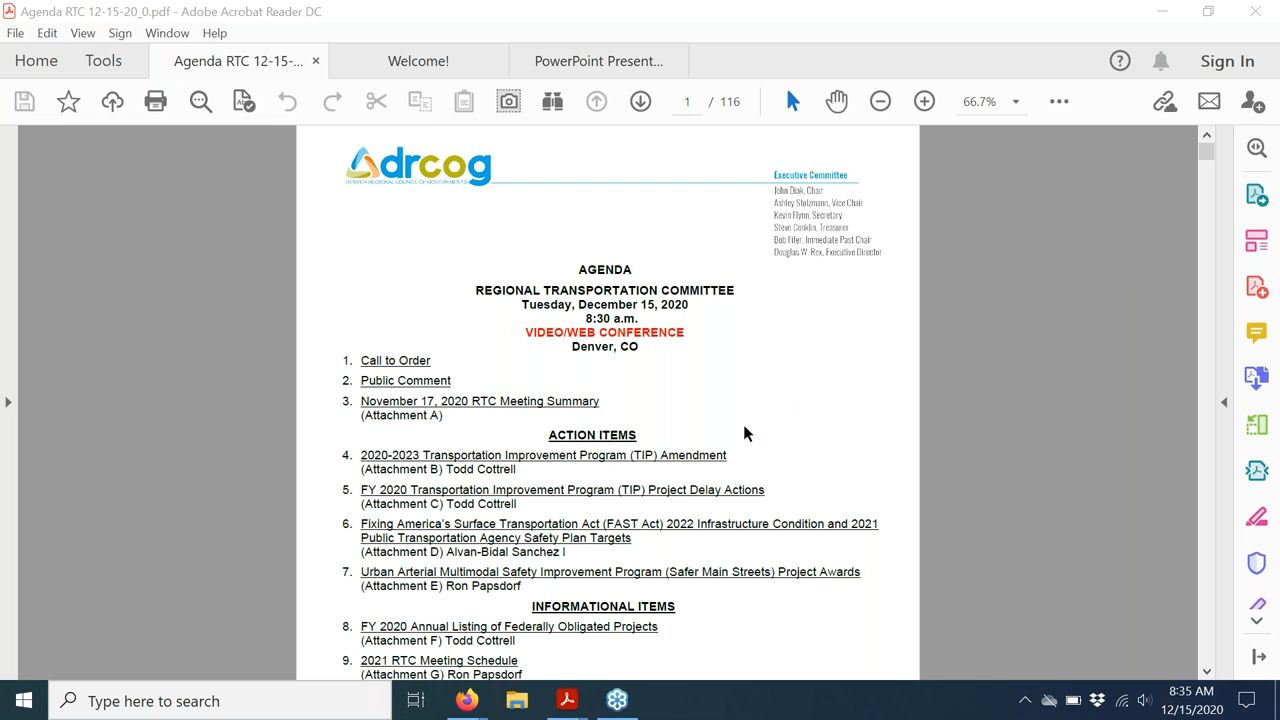 Agenda RTC 12-15-20_0.pdf - Adobe Acrobat Reader DC
File Edit View Sign Window Help
Home Tools Agenda RTC 12-15-... × Welcome! PowerPoint Present... Sign In
1 / 116 66.7%
drcog
DENVER REGIONAL COUNCIL OF GOVERNMENTS
Executive Committee
John Diak, Chair
Ashley Stolzmann, Vice Chair
Kevin Flynn, Secretary
Steve Conklin, Treasurer
Bob Fifer, Immediate Past Chair
Douglas W. Rex, Executive Director
AGENDA
REGIONAL TRANSPORTATION COMMITTEE
Tuesday, December 15, 2020
8:30 a.m.
VIDEO/WEB CONFERENCE
Denver, CO
1. Call to Order
2. Public Comment
3. November 17, 2020 RTC Meeting Summary
(Attachment A)
ACTION ITEMS
4. 2020-2023 Transportation Improvement Program (TIP) Amendment
(Attachment B) Todd Cottrell
5. FY 2020 Transportation Improvement Program (TIP) Project Delay Actions
(Attachment C) Todd Cottrell
6. Fixing America's Surface Transportation Act (FAST Act) 2022 Infrastructure Condition and 2021
Public Transportation Agency Safety Plan Targets
(Attachment D) Alvan-Bidal Sanchez I
7. Urban Arterial Multimodal Safety Improvement Program (Safer Main Streets) Project Awards
(Attachment E) Ron Papsdorf
INFORMATIONAL ITEMS
8. FY 2020 Annual Listing of Federally Obligated Projects
(Attachment F) Todd Cottrell
9. 2021 RTC Meeting Schedule
(Attachment G) Ron Papsdorf
Type here to search
8:35 AM
12/15/2020